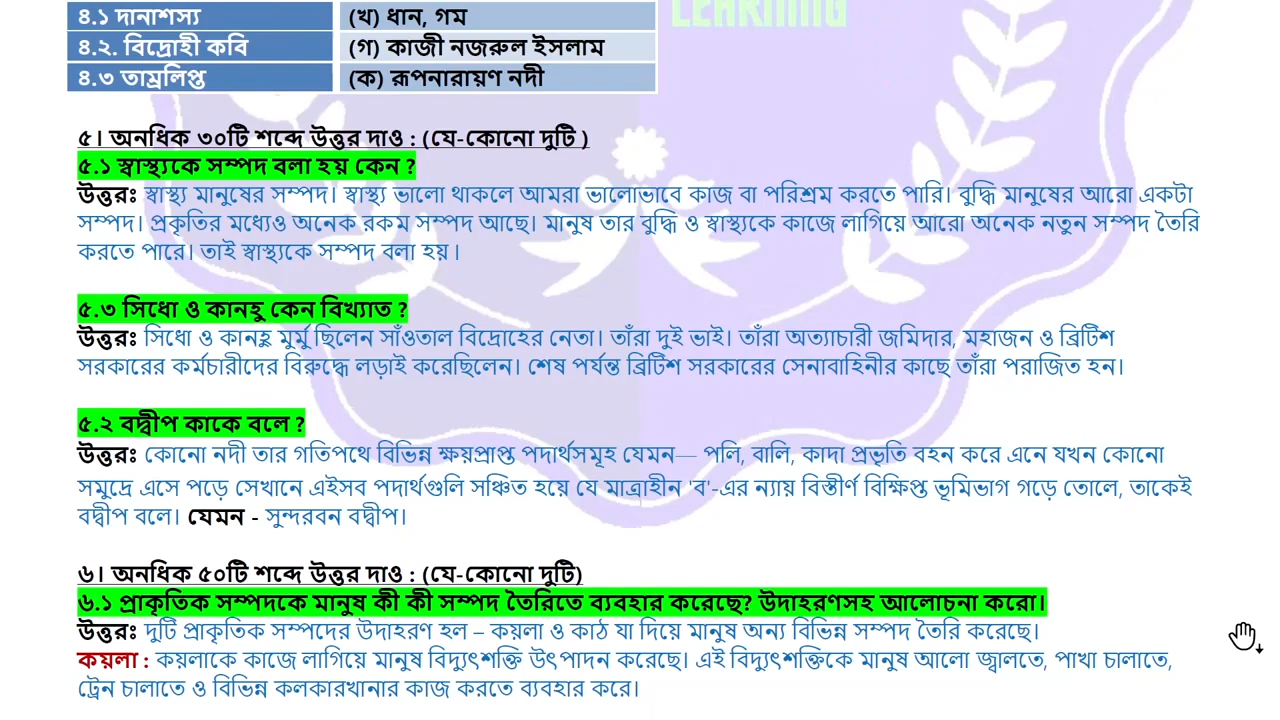 LEARNING
৪.১ দানাশস্য (খ) ধান, গম
৪.২. বিদ্রোহী কবি (গ) কাজী নজরুল ইসলাম
৪.৩ তাম্রলিপ্ত (ক) রূপনারায়ণ নদী
৫। অনধিক ৩০টি শব্দে উত্তর দাও : (যে-কোনো দুটি )
৫.১ স্বাস্থ্যকে সম্পদ বলা হয় কেন ?
উত্তরঃ স্বাস্থ্য মানুষের সম্পদ। স্বাস্থ্য ভালো থাকলে আমরা ভালোভাবে কাজ বা পরিশ্রম করতে পারি। বুদ্ধি মানুষের আরো একটা
সম্পদ। প্রকৃতির মধ্যেও অনেক রকম সম্পদ আছে। মানুষ তার বুদ্ধি ও স্বাস্থ্যকে কাজে লাগিয়ে আরো অনেক নতুন সম্পদ তৈরি
করতে পারে। তাই স্বাস্থ্যকে সম্পদ বলা হয় ।
৫.৩ সিধো ও কানহু কেন বিখ্যাত ?
উত্তরঃ সিধো ও কানহু মুর্মু ছিলেন সাঁওতাল বিদ্রোহের নেতা। তাঁরা দুই ভাই। তাঁরা অত্যাচারী জমিদার, মহাজন ও ব্রিটিশ
সরকারের কর্মচারীদের বিরুদ্ধে লড়াই করেছিলেন। শেষ পর্যন্ত ব্রিটিশ সরকারের সেনাবাহিনীর কাছে তাঁরা পরাজিত হন।
৫.২ বদ্বীপ কাকে বলে ?
উত্তরঃ কোনো নদী তার গতিপথে বিভিন্ন ক্ষয়প্রাপ্ত পদার্থসমূহ যেমন— পলি, বালি, কাদা প্রভৃতি বহন করে এনে যখন কোনো
সমুদ্রে এসে পড়ে সেখানে এইসব পদার্থগুলি সঞ্চিত হয়ে যে মাত্রাহীন 'ব'-এর ন্যায় বিস্তীর্ণ বিক্ষিপ্ত ভূমিভাগ গড়ে তোলে, তাকেই
বদ্বীপ বলে। যেমন - সুন্দরবন বদ্বীপ।
৬। অনধিক ৫০টি শব্দে উত্তর দাও : (যে-কোনো দুটি)
৬.১ প্রাকৃতিক সম্পদকে মানুষ কী কী সম্পদ তৈরিতে ব্যবহার করেছে? উদাহরণসহ আলোচনা করো।
উত্তরঃ দুটি প্রাকৃতিক সম্পদের উদাহরণ হল – কয়লা ও কাঠ যা দিয়ে মানুষ অন্য বিভিন্ন সম্পদ তৈরি করেছে।
কয়লা : কয়লাকে কাজে লাগিয়ে মানুষ বিদ্যুৎশক্তি উৎপাদন করেছে। এই বিদ্যুৎশক্তিকে মানুষ আলো জ্বালতে, পাখা চালাতে,
ট্রেন চালাতে ও বিভিন্ন কলকারখানার কাজ করতে ব্যবহার করে।